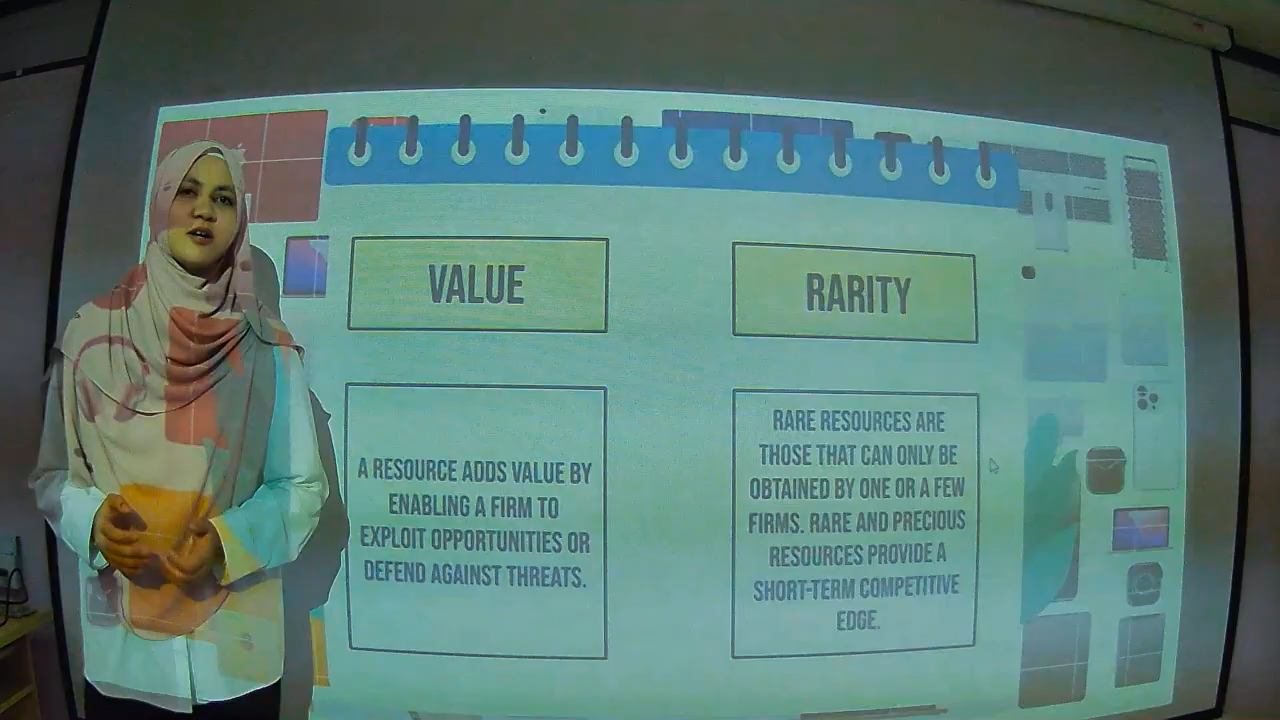 VALUE
RARITY
A RESOURCE ADDS VALUE BY
ENABLING A FIRM TO
EXPLOIT OPPORTUNITIES OR
DEFEND AGAINST THREATS.
RARE RESOURCES ARE
THOSE THAT CAN ONLY BE
OBTAINED BY ONE OR A FEW
FIRMS. RARE AND PRECIOUS
RESOURCES PROVIDE A
SHORT-TERM COMPETITIVE
EDGE.